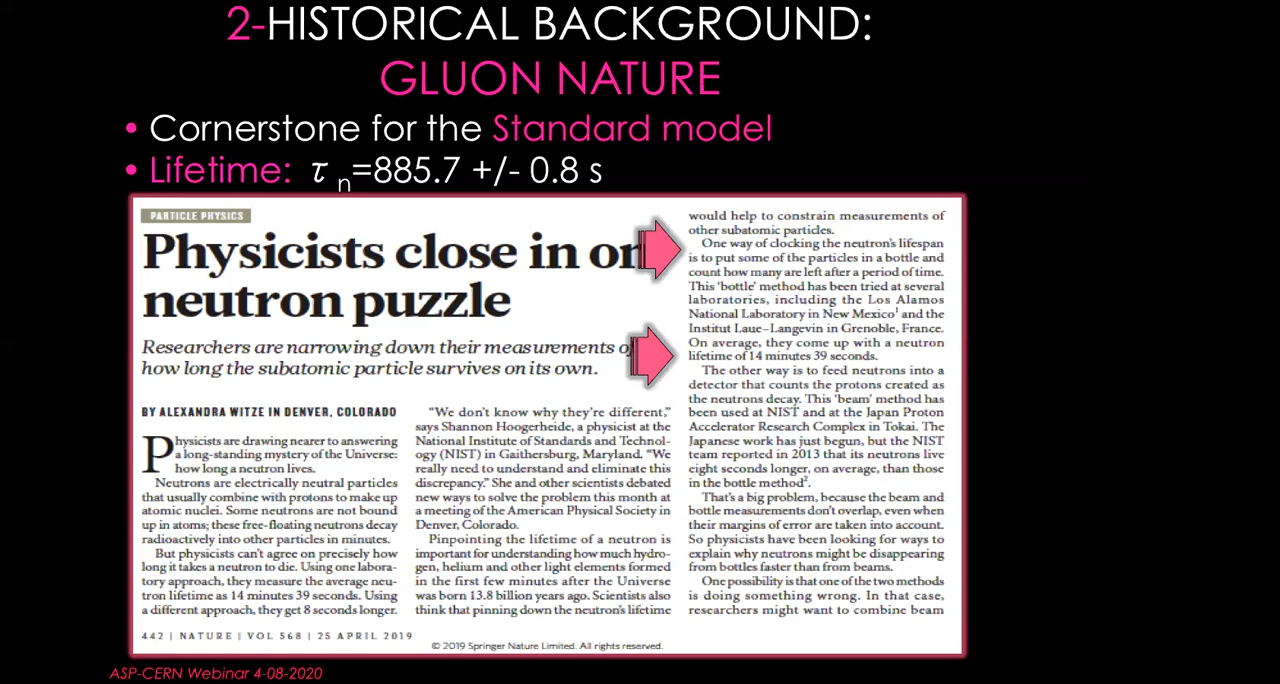 2-HISTORICAL BACKGROUND:
GLUON NATURE
• Cornerstone for the Standard model
• Lifetime: τ n=885.7 +/- 0.8 s
PARTICLE PHYSICS
Physicists close in on
neutron puzzle
Researchers are narrowing down their measurements of
how long the subatomic particle survives on its own.
BY ALEXANDRA WITZE IN DENVER, COLORADO
Physicists are drawing nearer to answering
a long-standing mystery of the Universe:
how long a neutron lives.
Neutrons are electrically neutral particles
that usually combine with protons to make up
atomic nuclei. Some neutrons are not bound
up in atoms; these free-floating neutrons decay
radioactively into other particles in minutes.
But physicists can't agree on precisely how
long it takes a neutron to die. Using one labora-
tory approach, they measure the average neu-
tron lifetime as 14 minutes 39 seconds. Using
a different approach, they get 8 seconds longer.
"We don't know why they're different,"
says Shannon Hoogerheide, a physicist at the
National Institute of Standards and Technol-
ogy (NIST) in Gaithersburg, Maryland. "We
really need to understand and eliminate this
discrepancy." She and other scientists debated
new ways to solve the problem this month at
a meeting of the American Physical Society in
Denver, Colorado.
Pinpointing the lifetime of a neutron is
important for understanding how much hydro-
gen, helium and other light elements formed
in the first few minutes after the Universe
was born 13.8 billion years ago. Scientists also
think that pinning down the neutron's lifetime
would help to constrain measurements of
other subatomic particles.
One way of clocking the neutron's lifespan
is to put some of the particles in a bottle and
count how many are left after a period of time.
This 'bottle' method has been tried at several
laboratories, including the Los Alamos
National Laboratory in New Mexico¹ and the
Institut Laue–Langevin in Grenoble, France.
On average, they come up with a neutron
lifetime of 14 minutes 39 seconds.
The other way is to feed neutrons into a
detector that counts the protons created as
the neutrons decay. This 'beam' method has
been used at NIST and at the Japan Proton
Accelerator Research Complex in Tokai. The
Japanese work has just begun, but the NIST
team reported in 2013 that its neutrons live
eight seconds longer, on average, than those
in the bottle method².
That's a big problem, because the beam and
bottle measurements don't overlap, even when
their margins of error are taken into account.
So physicists have been looking for ways to
explain why neutrons might be disappearing
from bottles faster than from beams.
One possibility is that one of the two methods
is doing something wrong. In that case,
researchers might want to combine beam
442 | NATURE | VOL 568 | 25 APRIL 2019
© 2019 Springer Nature Limited. All rights reserved.
ASP-CERN Webinar 4-08-2020